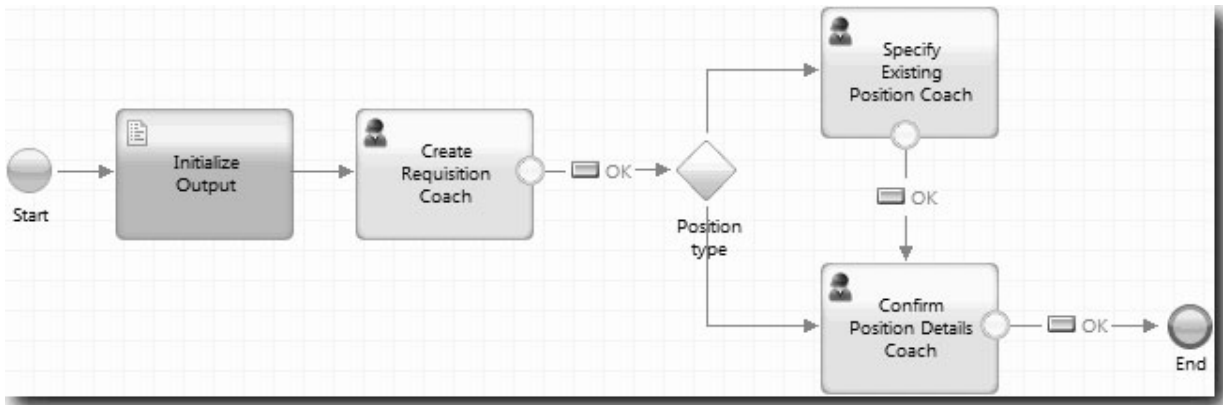 Start
Initialize
Output
Create
Requisition
Coach
OK
Position
type
Specify
Existing
Position Coach
OK
Confirm
Position Details
Coach
OK
End